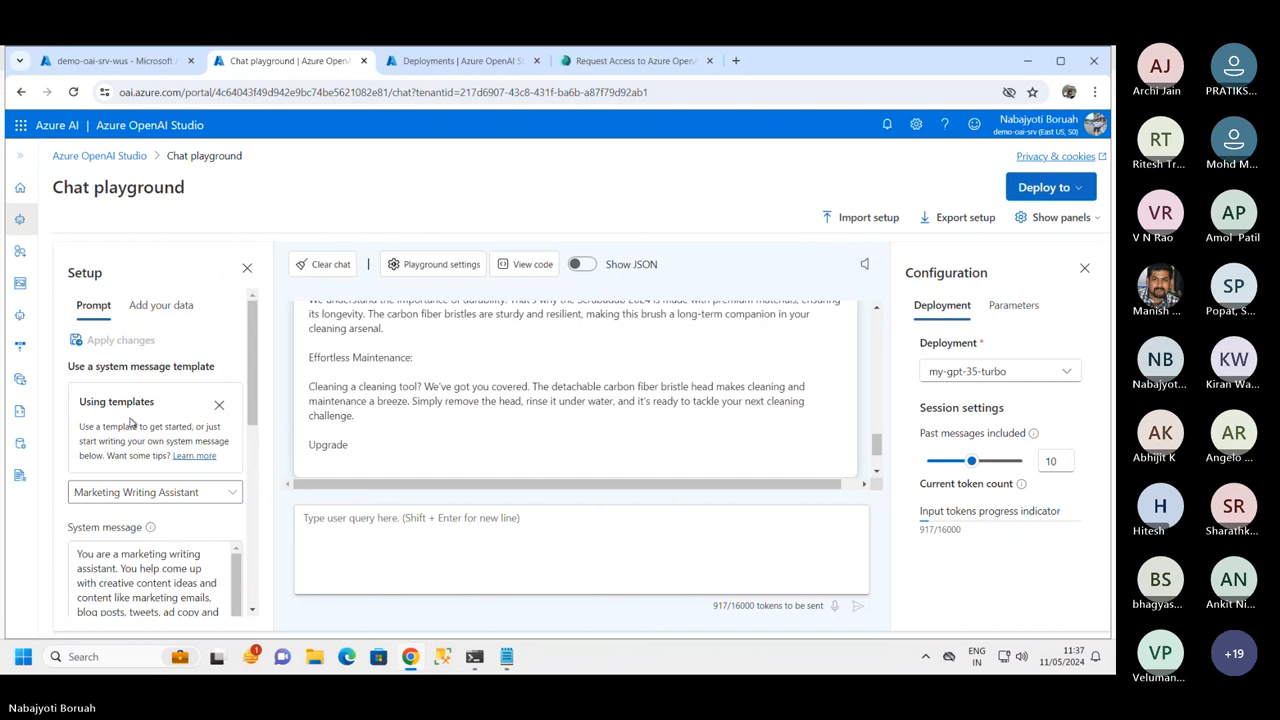 demo-oai-srv-wus - Microsoft A
Chat playground | Azure OpenA
Deployments | Azure OpenAI St
Request Access to Azure OpenA
oai.azure.com/portal/4c64043f49d942e9bc74be5621082e81/chat?tenantid=217d6907-43c8-431f-ba6b-a87f79d92ab1
Azure AI | Azure OpenAI Studio
Nabajyoti Boruah
demo-oai-srv (East US, S0)
Azure OpenAI Studio > Chat playground
Privacy & cookies
Chat playground
Deploy to
Import setup
Export setup
Show panels
Setup
Prompt
Add your data
Apply changes
Use a system message template
Using templates
Use a template to get started, or just
start writing your own system message
below. Want some tips? Learn more
Marketing Writing Assistant
System message
You are a marketing writing
assistant. You help come up
with creative content ideas and
content like marketing emails,
blog posts, tweets, ad copy and
Clear chat
Playground settings
View code
Show JSON
its longevity. The carbon fiber bristles are sturdy and resilient, making this brush a long-term companion in your
cleaning arsenal.
Effortless Maintenance:
Cleaning a cleaning tool? We've got you covered. The detachable carbon fiber bristle head makes cleaning and
maintenance a breeze. Simply remove the head, rinse it under water, and it's ready to tackle your next cleaning
challenge.
Upgrade
Type user query here. (Shift + Enter for new line)
917/16000 tokens to be sent
Configuration
Deployment
Parameters
Deployment *
my-gpt-35-turbo
Session settings
Past messages included
10
Current token count
Input tokens progress indicator
917/16000
Search
1
ENG
IN
11:37
11/05/2024
AJ
Archi Jain
PRATIKS...
RT
Ritesh Tr...
Mohd M...
VR
V N Rao
AP
Amol Patil
Manish ...
SP
Popat, S...
NB
Nabajyot...
KW
Kiran Wa...
AK
Abhijit K
AR
Angelo ...
H
Hitesh
SR
Sharathk...
BS
bhagyas...
AN
Ankit Ni...
VP
Veluman...
+19
Nabajyoti Boruah